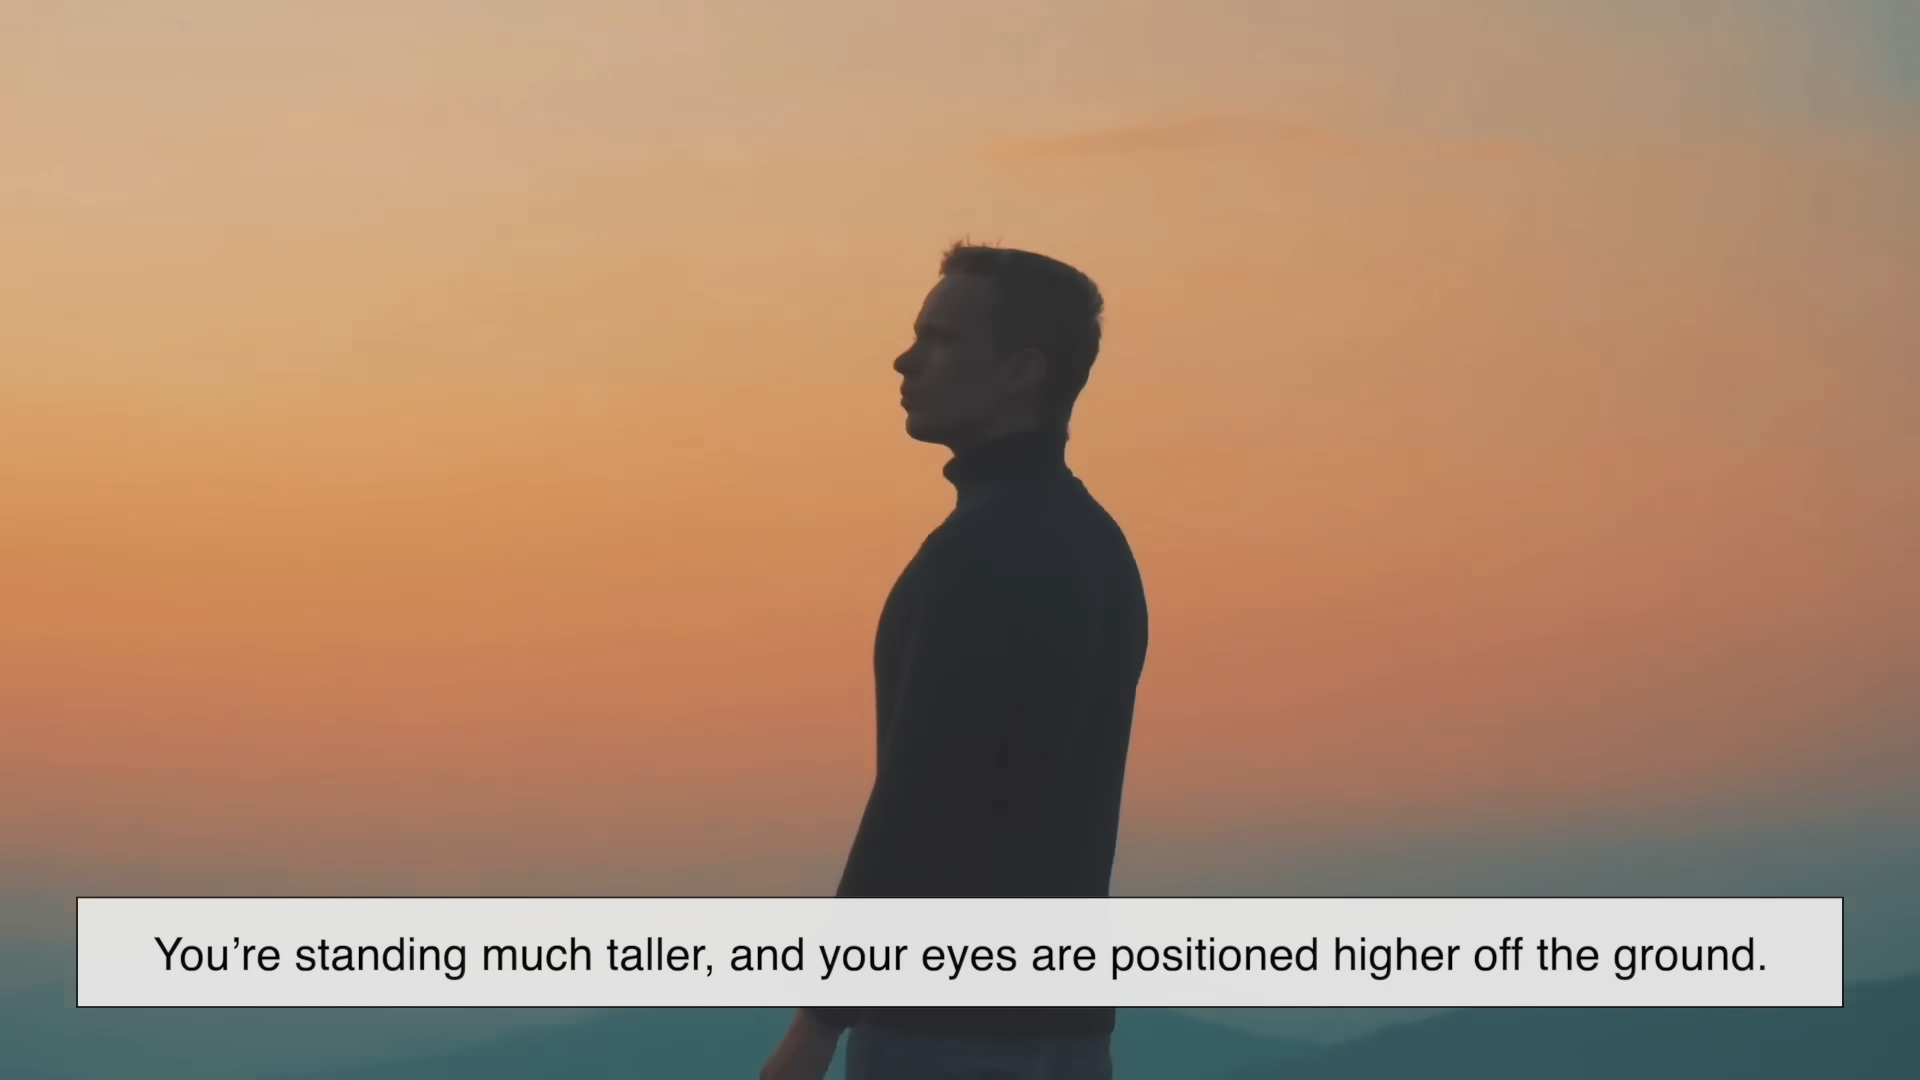 You’re standing much taller, and your eyes are positioned higher off the ground.